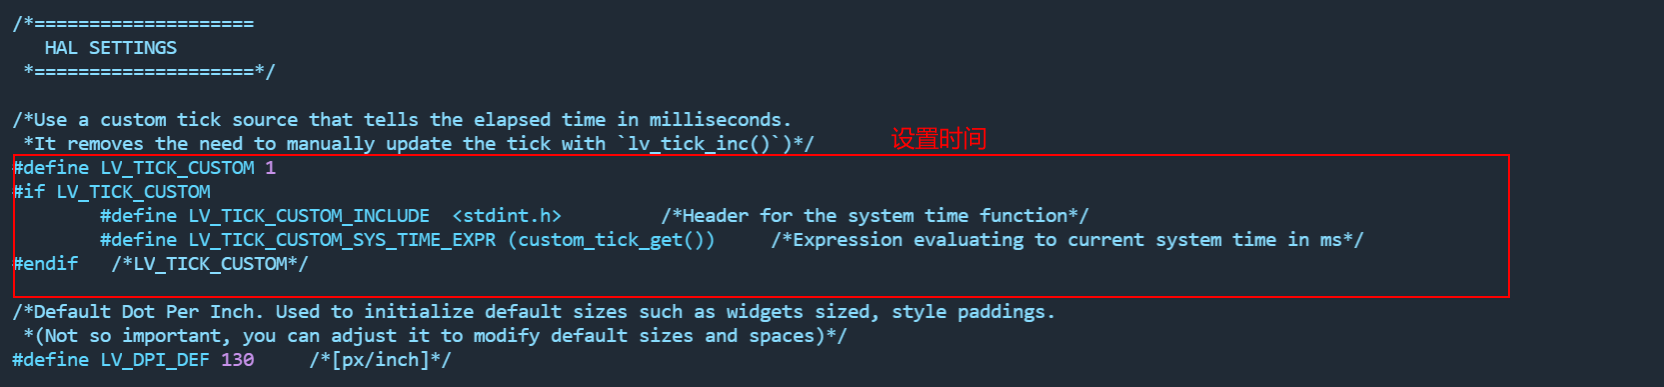 /*====================
   HAL SETTINGS
 *====================*/
/*Use a custom tick source that tells the elapsed time in milliseconds.
 *It removes the need to manually update the tick with `lv_tick_inc()`)*/
设置时间
#define LV_TICK_CUSTOM 1
#if LV_TICK_CUSTOM
        #define LV_TICK_CUSTOM_INCLUDE  <stdint.h>         /*Header for the system time function*/
        #define LV_TICK_CUSTOM_SYS_TIME_EXPR (custom_tick_get())     /*Expression evaluating to current system time in ms*/
#endif   /*LV_TICK_CUSTOM*/
/*Default Dot Per Inch. Used to initialize default sizes such as widgets sized, style paddings.
 *(Not so important, you can adjust it to modify default sizes and spaces)*/
#define LV_DPI_DEF 130     /*[px/inch]*/